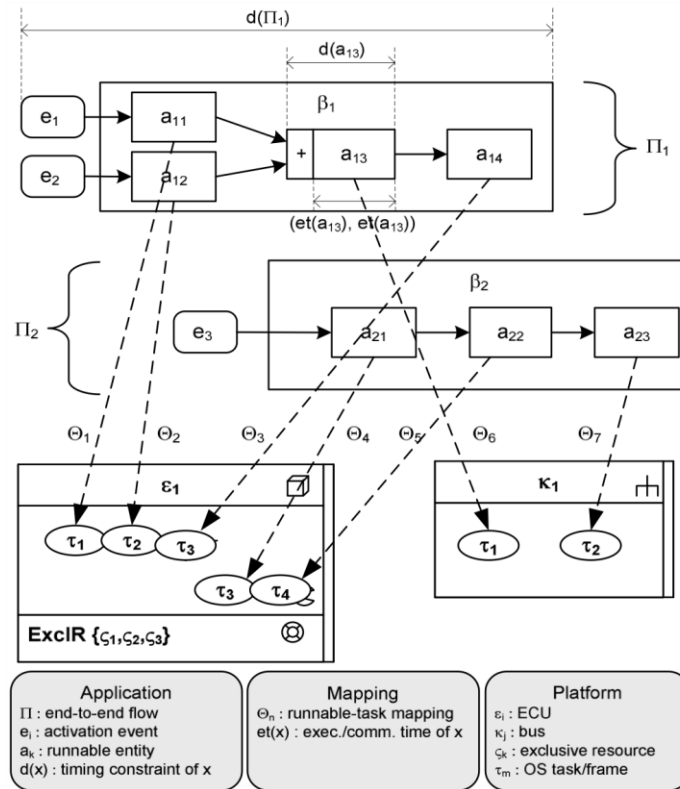 d(Π₁)
d(a₁₃)
β₁
e₁
a₁₁
+
a₁₃
a₁₄
Π₁
e₂
a₁₂
(et(a₁₃), et(a₁₃))
β₂
Π₂
e₃
a₂₁
a₂₂
a₂₃
Θ₁
Θ₂
Θ₃
Θ₄
Θ₅
Θ₆
Θ₇
ε₁
κ₁
τ₁
τ₂
τ₃
τ₁
τ₂
τ₃
τ₄
ExclR {ς₁,ς₂,ς₃}
Application
Π : end-to-end flow
eᵢ : activation event
aₖ : runnable entity
d(x) : timing constraint of x
Mapping
Θₙ : runnable-task mapping
et(x) : exec./comm. time of x
Platform
εᵢ : ECU
κⱼ : bus
ςₖ : exclusive resource
τₘ : OS task/frame